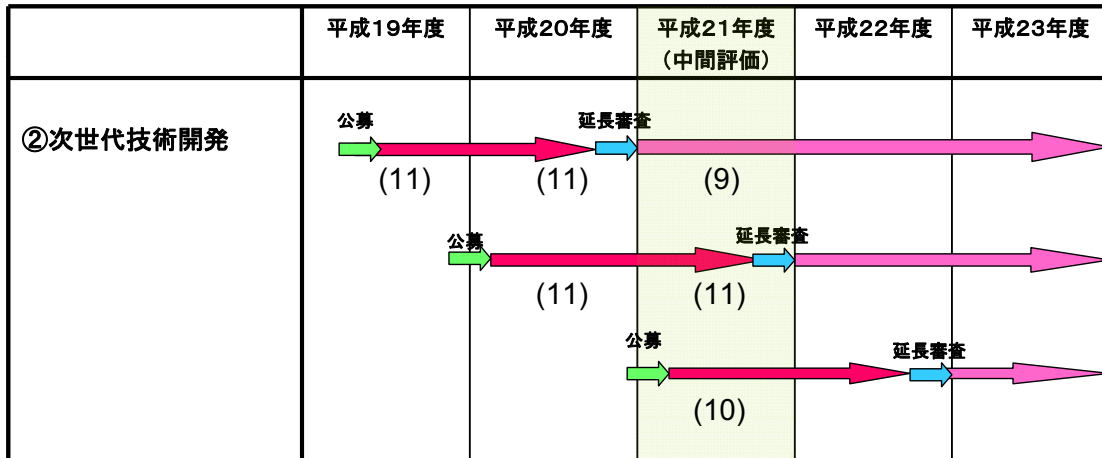 平成19年度
平成20年度
平成21年度
(中間評価)
平成22年度
平成23年度
②次世代技術開発
公募
延長審査
(11)
(11)
(9)
公募
延長審査
(11)
(11)
公募
延長審査
(10)